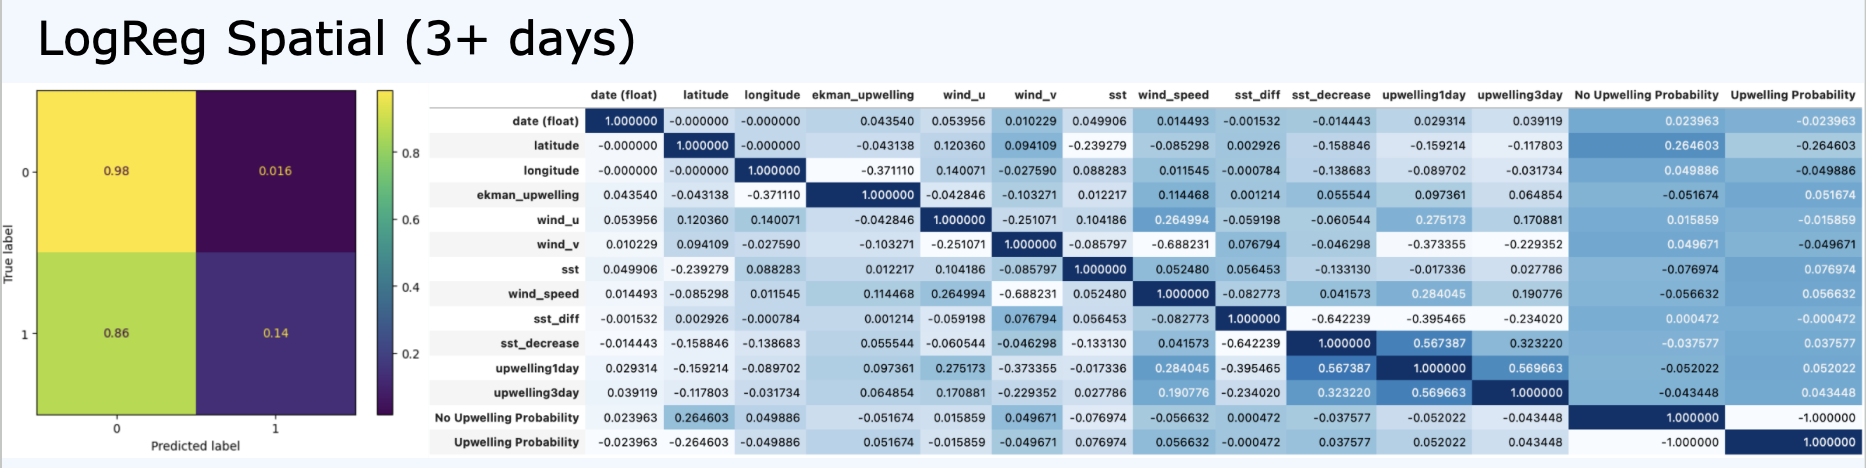 LogReg Spatial (3+ days)
True label
0
1
0.98 0.016
0.86 0.14
0 1
Predicted label
0.8
0.6
0.4
0.2
date (float) latitude longitude ekman_upwelling wind_u wind_v sst wind_speed sst_diff sst_decrease upwelling1day upwelling3day No Upwelling Probability Upwelling Probability
date (float) 1.000000 -0.000000 -0.000000 0.043540 0.053956 0.010229 0.049906 0.014493 -0.001532 -0.014443 0.029314 0.039119 0.023963 -0.023963
latitude -0.000000 1.000000 -0.000000 -0.043138 0.120360 0.094109 -0.239279 -0.085298 0.002926 -0.158846 -0.159214 -0.117803 0.264603 -0.264603
longitude -0.000000 -0.000000 1.000000 -0.371110 0.140071 -0.027590 0.088283 0.011545 -0.000784 -0.138683 -0.089702 -0.031734 0.049886 -0.049886
ekman_upwelling 0.043540 -0.043138 -0.371110 1.000000 -0.042846 -0.103271 0.012217 0.114468 0.001214 0.055544 0.097361 0.064854 -0.051674 0.051674
wind_u 0.053956 0.120360 0.140071 -0.042846 1.000000 -0.251071 0.104186 0.264994 -0.059198 -0.060544 0.275173 0.170881 0.015859 -0.015859
wind_v 0.010229 0.094109 -0.027590 -0.103271 -0.251071 1.000000 -0.085797 -0.688231 0.076794 -0.046298 -0.373355 -0.229352 0.049671 -0.049671
sst 0.049906 -0.239279 0.088283 0.012217 0.104186 -0.085797 1.000000 0.052480 0.056453 -0.133130 -0.017336 0.027786 -0.076974 0.076974
wind_speed 0.014493 -0.085298 0.011545 0.114468 0.264994 -0.688231 0.052480 1.000000 -0.082773 0.041573 0.284045 0.190776 -0.056632 0.056632
sst_diff -0.001532 0.002926 -0.000784 0.001214 -0.059198 0.076794 0.056453 -0.082773 1.000000 -0.642239 -0.395465 -0.234020 0.000472 -0.000472
sst_decrease -0.014443 -0.158846 -0.138683 0.055544 -0.060544 -0.046298 -0.133130 0.041573 -0.642239 1.000000 0.567387 0.323220 -0.037577 0.037577
upwelling1day 0.029314 -0.159214 -0.089702 0.097361 0.275173 -0.373355 -0.017336 0.284045 -0.395465 0.567387 1.000000 0.569663 -0.052022 0.052022
upwelling3day 0.039119 -0.117803 -0.031734 0.064854 0.170881 -0.229352 0.027786 0.190776 -0.234020 0.323220 0.569663 1.000000 -0.043448 0.043448
No Upwelling Probability 0.023963 0.264603 0.049886 -0.051674 0.015859 0.049671 -0.076974 -0.056632 0.000472 -0.037577 -0.052022 -0.043448 1.000000 -1.000000
Upwelling Probability -0.023963 -0.264603 -0.049886 0.051674 -0.015859 -0.049671 0.076974 0.056632 -0.000472 0.037577 0.052022 0.043448 -1.000000 1.000000